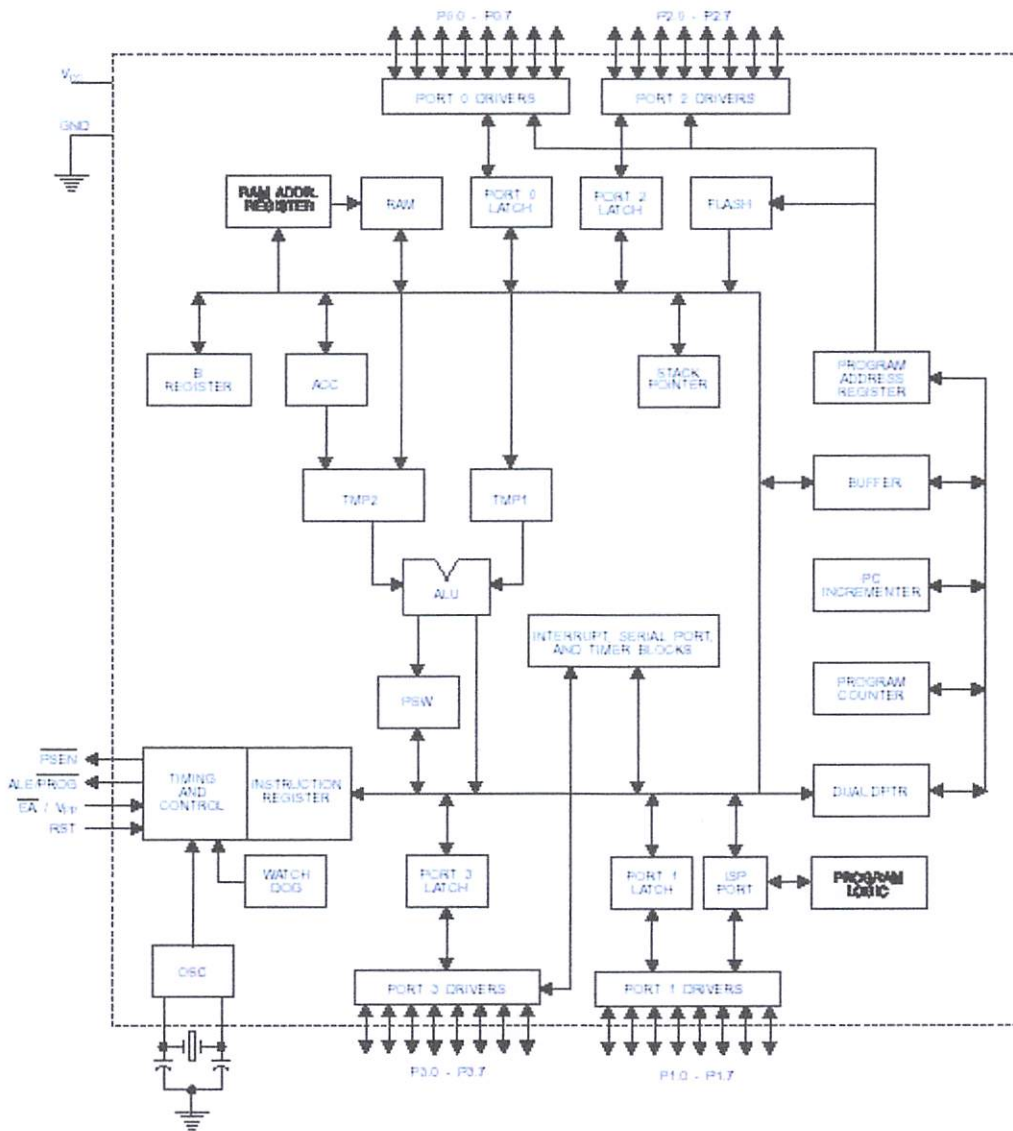 P0.0 - P0.7
P2.0 - P2.7
VCC
PORT 0 DRIVERS
PORT 2 DRIVERS
GND
RAM ADDR.
REGISTER
RAM
PORT 0
LATCH
PORT 2
LATCH
FLASH
B
REGISTER
ACC
STACK
POINTER
PROGRAM
ADDRESS
REGISTER
BUFFER
TMP2
TMP1
ALU
PC
INCREMENTER
INTERRUPT, SERIAL PORT,
AND TIMER BLOCKS
PROGRAM
COUNTER
PSW
PSEN
ALE/PROG
EA / VPP
RST
TIMING
AND
CONTROL
INSTRUCTION
REGISTER
DUAL DPTR
WATCH
DOG
PORT 3
LATCH
PORT 1
LATCH
ISP
PORT
PROGRAM
LOGIC
OSC
PORT 3 DRIVERS
PORT 1 DRIVERS
P3.0 - P3.7
P1.0 - P1.7